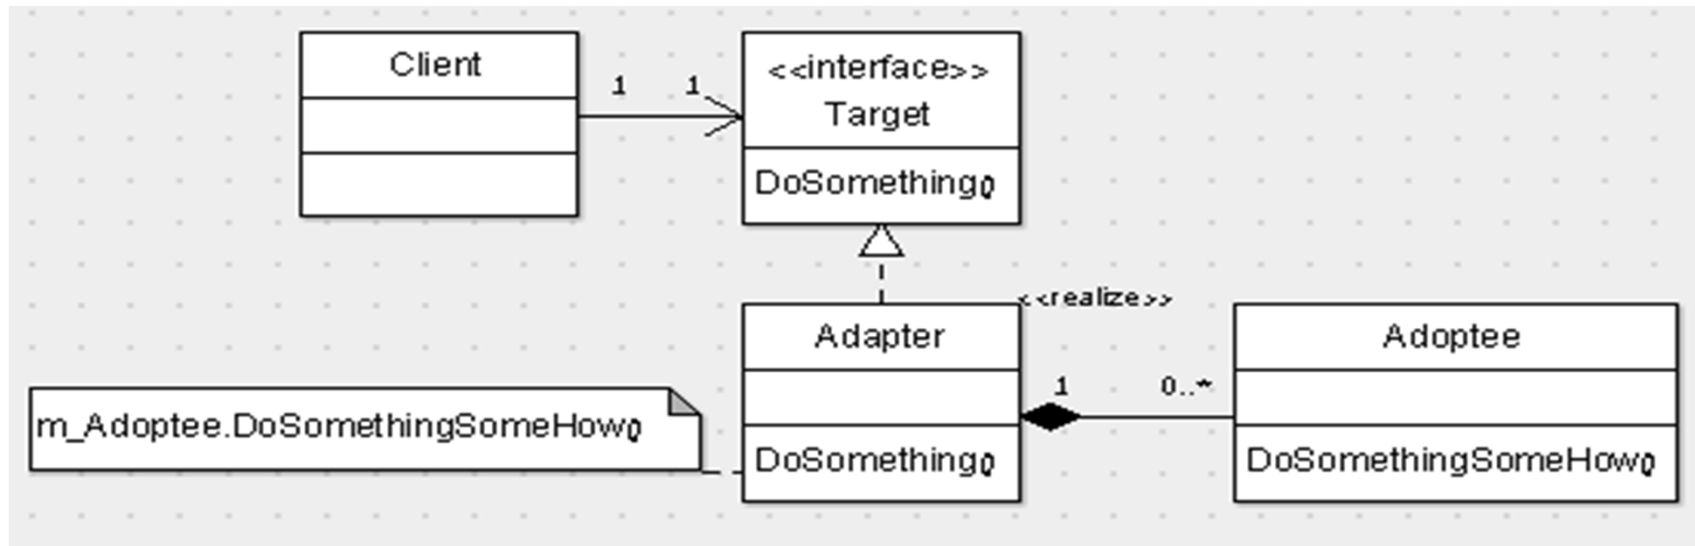 Client
1 1
<<interface>>
Target
DoSomething()
<<realize>>
Adapter
Adoptee
1 0..*
m_Adoptee.DoSomethingSomeHow()
DoSomething()
DoSomethingSomeHow()